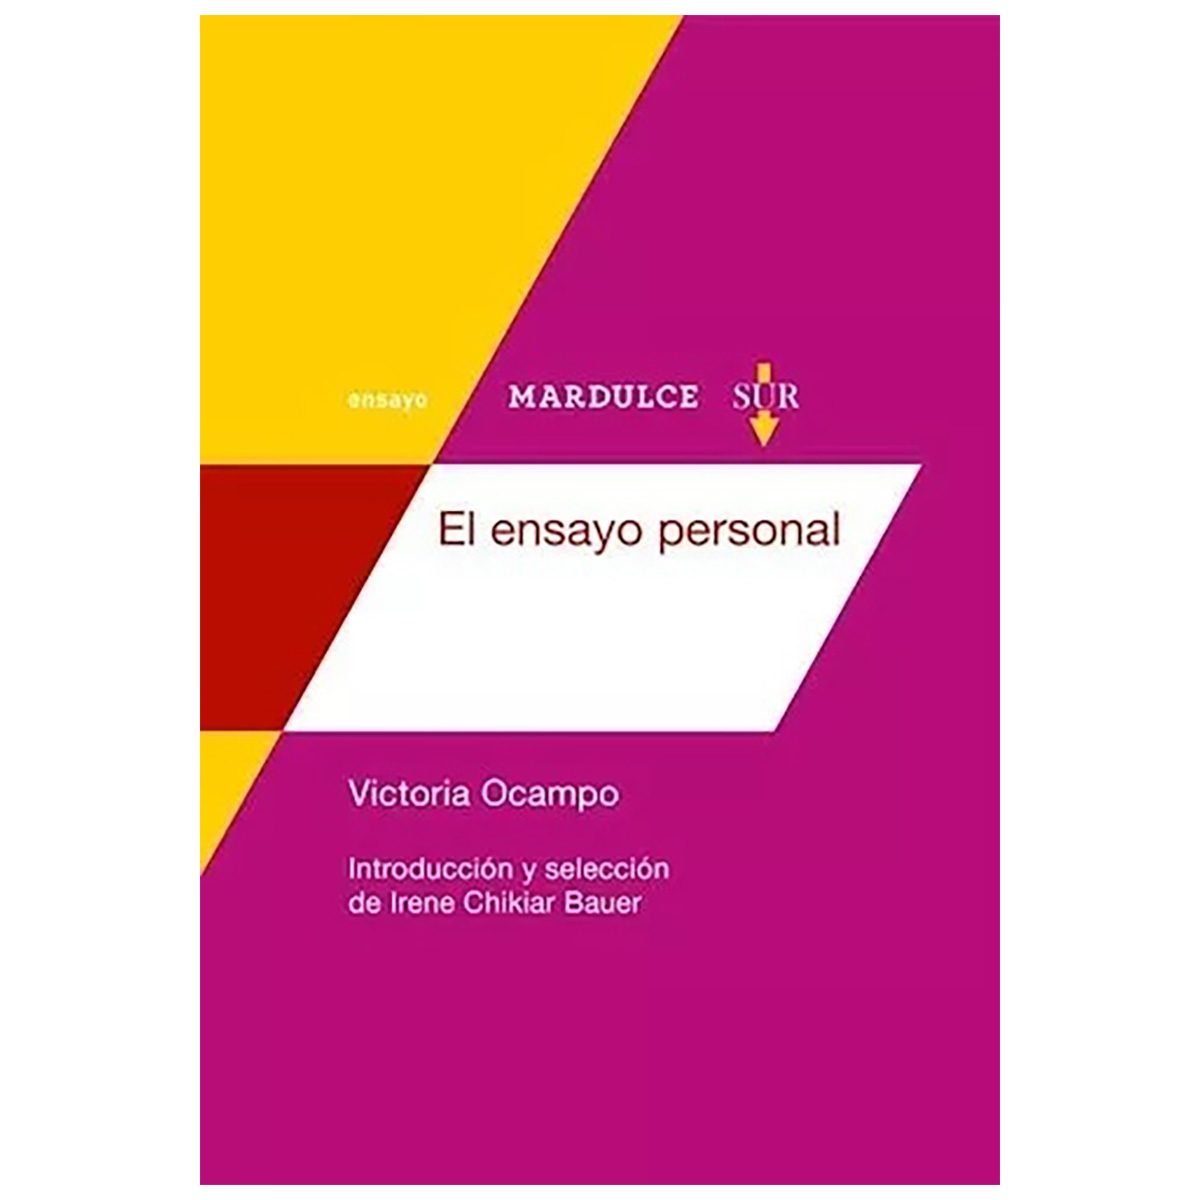 ensayo
MARDULCE
SUR
El ensayo personal
Victoria Ocampo
Introducción y selección
de Irene Chikiar Bauer